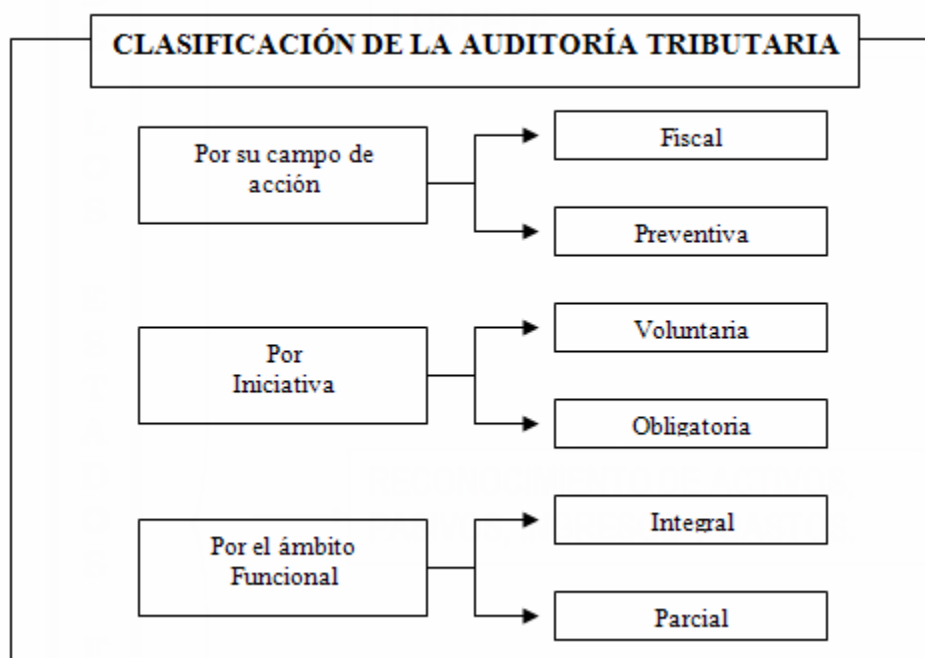 CLASIFICACIÓN DE LA AUDITORÍA TRIBUTARIA
Por su campo de
acción
Fiscal
Preventiva
Por
Iniciativa
Voluntaria
Obligatoria
Por el ámbito
Funcional
Integral
Parcial